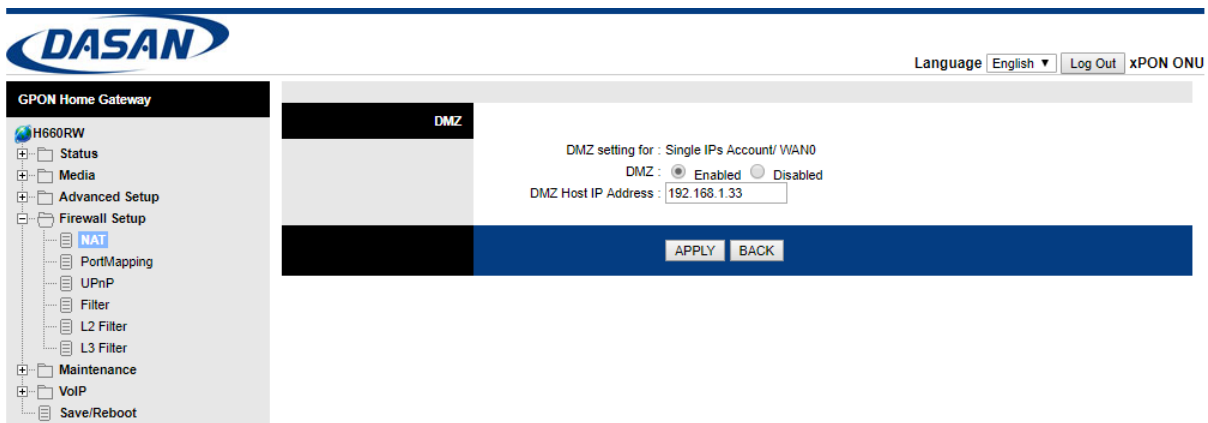 DASAN
Language English ▼ Log Out xPON ONU
GPON Home Gateway
H660RW
Status
Media
Advanced Setup
Firewall Setup
NAT
PortMapping
UPnP
Filter
L2 Filter
L3 Filter
Maintenance
VoIP
Save/Reboot
DMZ
DMZ setting for : Single IPs Account/ WAN0
DMZ : Enabled Disabled
DMZ Host IP Address : 192.168.1.33
APPLY BACK